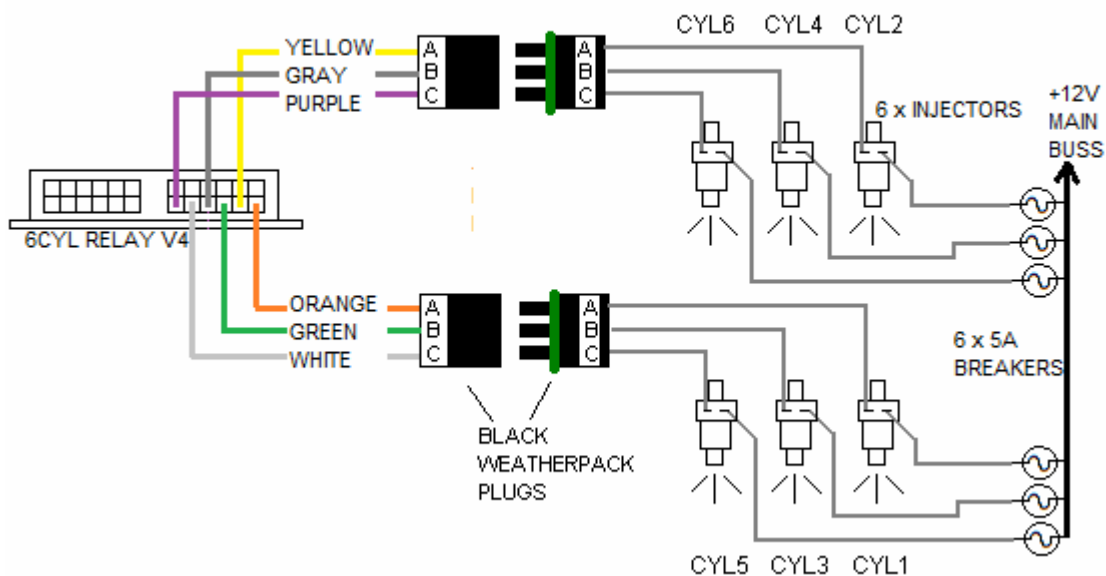 CYL6 CYL4 CYL2
YELLOW
GRAY
PURPLE
A
B
C
A
B
C
6 x INJECTORS
+12V
MAIN
BUSS
6CYL RELAY V4
ORANGE
GREEN
WHITE
A
B
C
A
B
C
6 x 5A
BREAKERS
BLACK
WEATHERPACK
PLUGS
CYL5 CYL3 CYL1